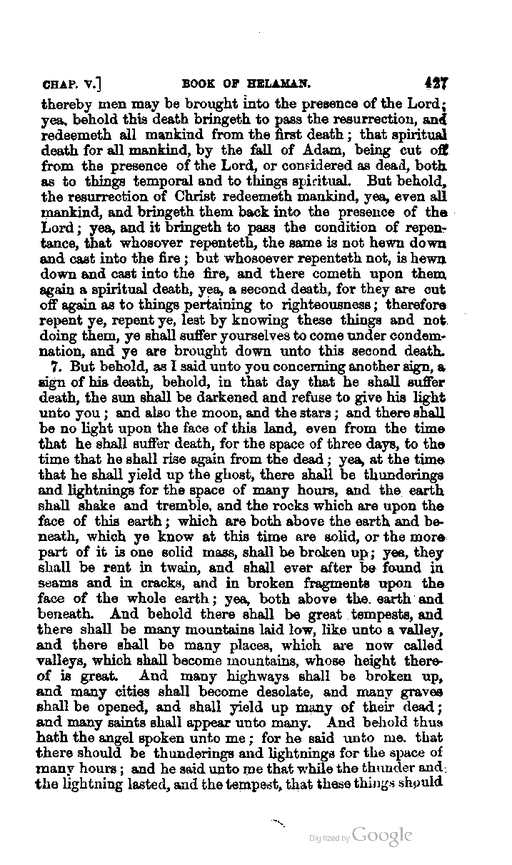 CHAP. V.] BOOK OF HELAMAN. 427
thereby men may be brought into the presence of the Lord;
yea, behold this death bringeth to pass the resurrection, and
redeemeth all mankind from the first death; that spiritual
death for all mankind, by the fall of Adam, being cut off
from the presence of the Lord, or considered as dead, both
as to things temporal and to things spiritual. But behold,
the resurrection of Christ redeemeth mankind, yea, even all
mankind, and bringeth them back into the presence of the
Lord; yea, and it bringeth to pass the condition of repen-
tance, that whosover repenteth, the same is not hewn down
and cast into the fire; but whosoever repenteth not, is hewn
down and cast into the fire, and there cometh upon them
again a spiritual death, yea, a second death, for they are cut
off again as to things pertaining to righteousness; therefore
repent ye, repent ye, lest by knowing these things and not
doing them, ye shall suffer yourselves to come under condem-
nation, and ye are brought down unto this second death.
7. But behold, as I said unto you concerning another sign, a
sign of his death, behold, in that day that he shall suffer
death, the sun shall be darkened and refuse to give his light
unto you; and also the moon, and the stars; and there shall
be no light upon the face of this land, even from the time
that he shall suffer death, for the space of three days, to the
time that he shall rise again from the dead; yea, at the time
that he shall yield up the ghost, there shall be thunderings
and lightnings for the space of many hours, and the earth
shall shake and tremble, and the rocks which are upon the
face of this earth; which are both above the earth and be-
neath, which ye know at this time are solid, or the more
part of it is one solid mass, shall be broken up; yea, they
shall be rent in twain, and shall ever after be found in
seams and in cracks, and in broken fragments upon the
face of the whole earth; yea, both above the earth and
beneath. And behold there shall be great tempests, and
there shall be many mountains laid low, like unto a valley,
and there shall be many places, which are now called
valleys, which shall become mountains, whose height there-
of is great. And many highways shall be broken up,
and many cities shall become desolate, and many graves
shall be opened, and shall yield up many of their dead;
and many saints shall appear unto many. And behold thus
hath the angel spoken unto me; for he said unto me. that
there should be thunderings and lightnings for the space of
many hours; and he said unto me that while the thunder and
the lightning lasted, and the tempest, that these things should
Digitized by Google